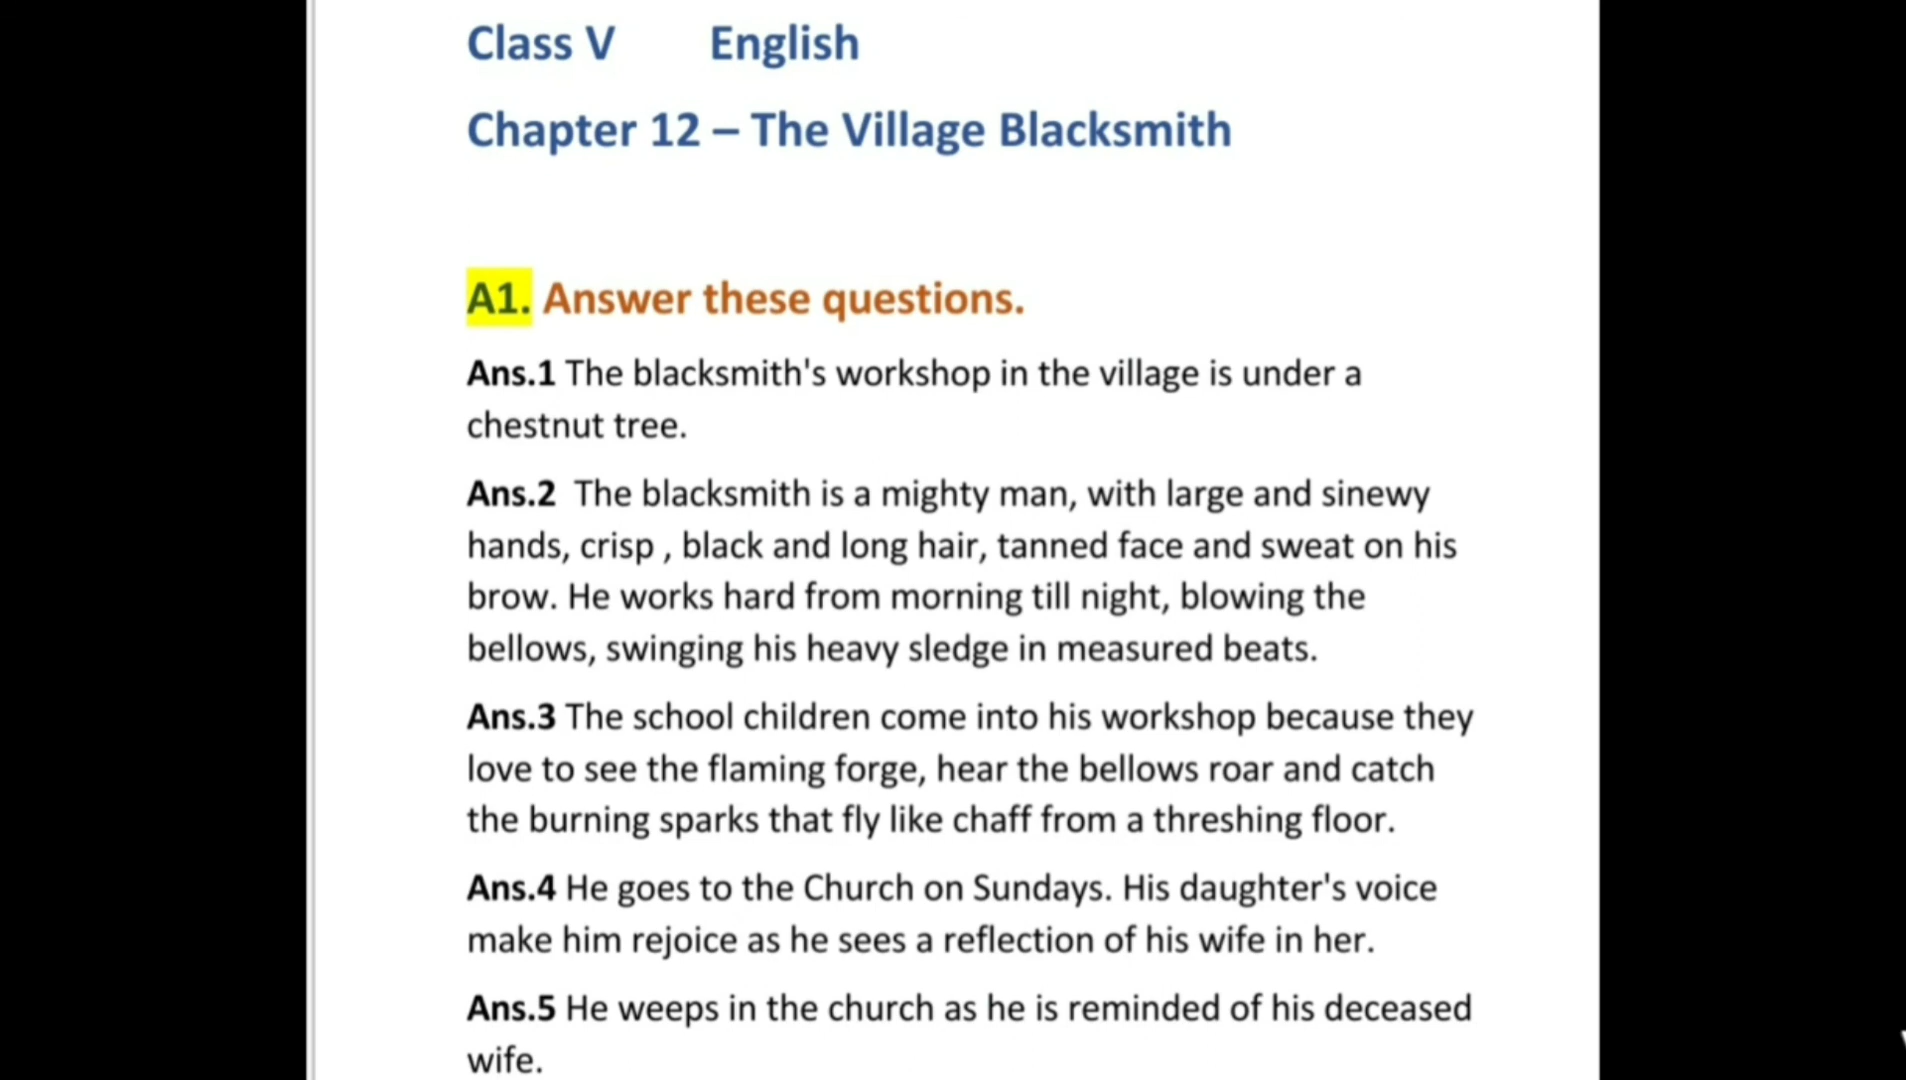 Class V English
Chapter 12 – The Village Blacksmith
A1. Answer these questions.
Ans.1 The blacksmith's workshop in the village is under a
chestnut tree.
Ans.2 The blacksmith is a mighty man, with large and sinewy
hands, crisp , black and long hair, tanned face and sweat on his
brow. He works hard from morning till night, blowing the
bellows, swinging his heavy sledge in measured beats.
Ans.3 The school children come into his workshop because they
love to see the flaming forge, hear the bellows roar and catch
the burning sparks that fly like chaff from a threshing floor.
Ans.4 He goes to the Church on Sundays. His daughter's voice
make him rejoice as he sees a reflection of his wife in her.
Ans.5 He weeps in the church as he is reminded of his deceased
wife.